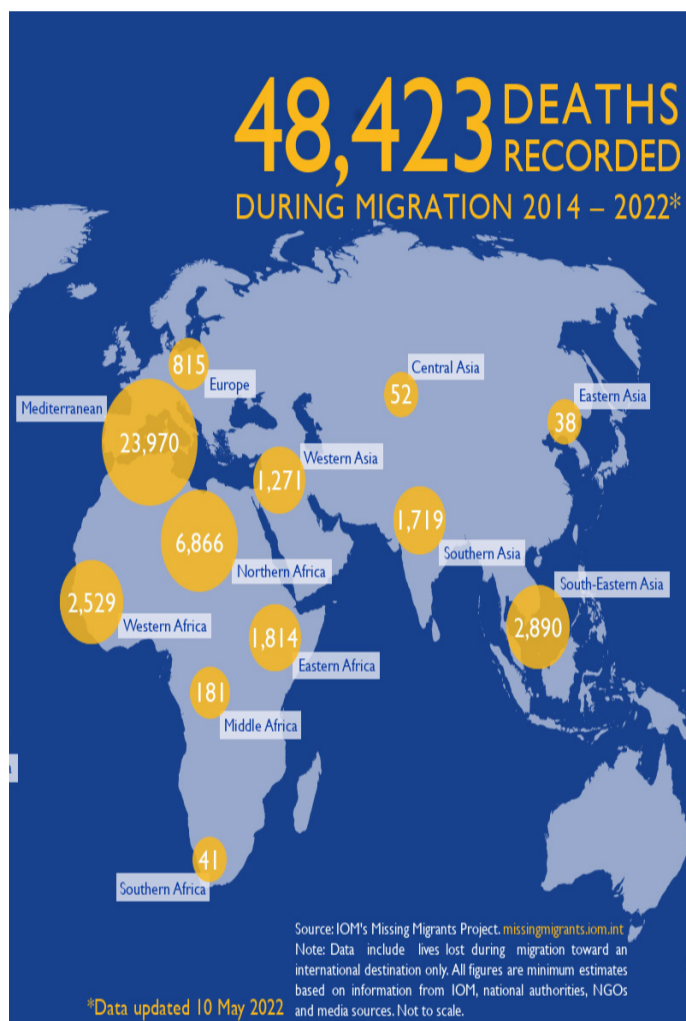 48,423 DEATHS
RECORDED
DURING MIGRATION 2014 – 2022*
815
Europe
Central Asia
52
Eastern Asia
38
Mediterranean
23,970
Western Asia
1,271
1,719
Southern Asia
6,866
Northern Africa
South-Eastern Asia
2,890
2,529
Western Africa
1,814
Eastern Africa
181
Middle Africa
41
Southern Africa
Source: IOM's Missing Migrants Project. missingmigrants.iom.int
Note: Data include lives lost during migration toward an
international destination only. All figures are minimum estimates
based on information from IOM, national authorities, NGOs
and media sources. Not to scale.
*Data updated 10 May 2022